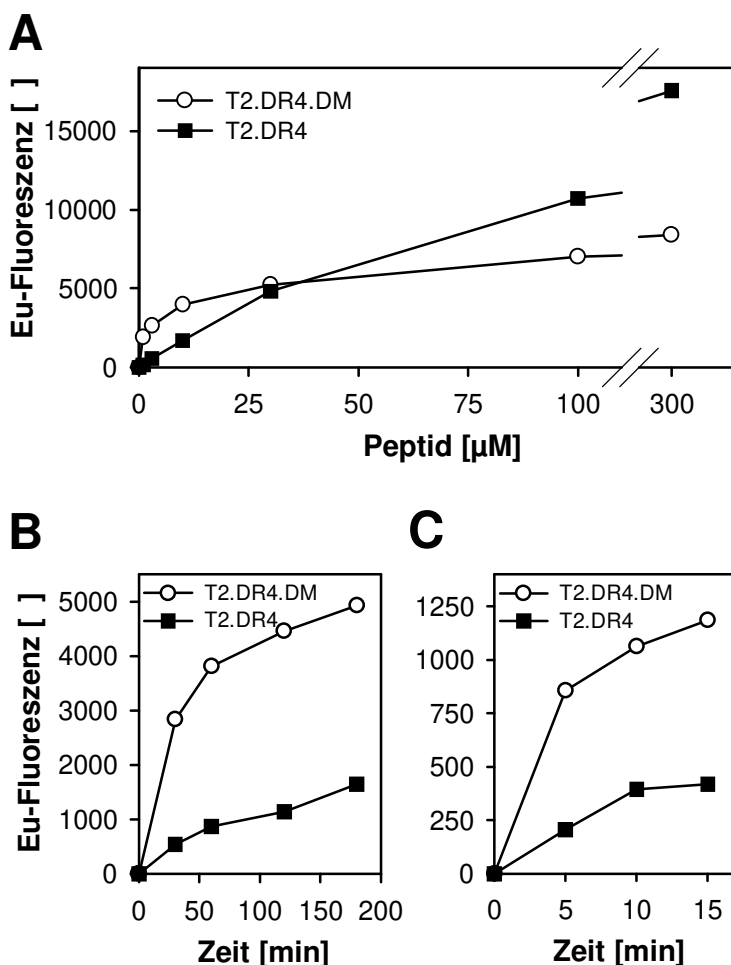 A
Eu-Fluoreszenz [ ]
15000
10000
5000
0
T2.DR4.DM
T2.DR4
0 25 50 75 100 300
Peptid [µM]
B
Eu-Fluoreszenz [ ]
5000
4000
3000
2000
1000
0
T2.DR4.DM
T2.DR4
0 50 100 150 200
Zeit [min]
C
1250
1000
750
500
250
0
T2.DR4.DM
T2.DR4
0 5 10 15
Zeit [min]